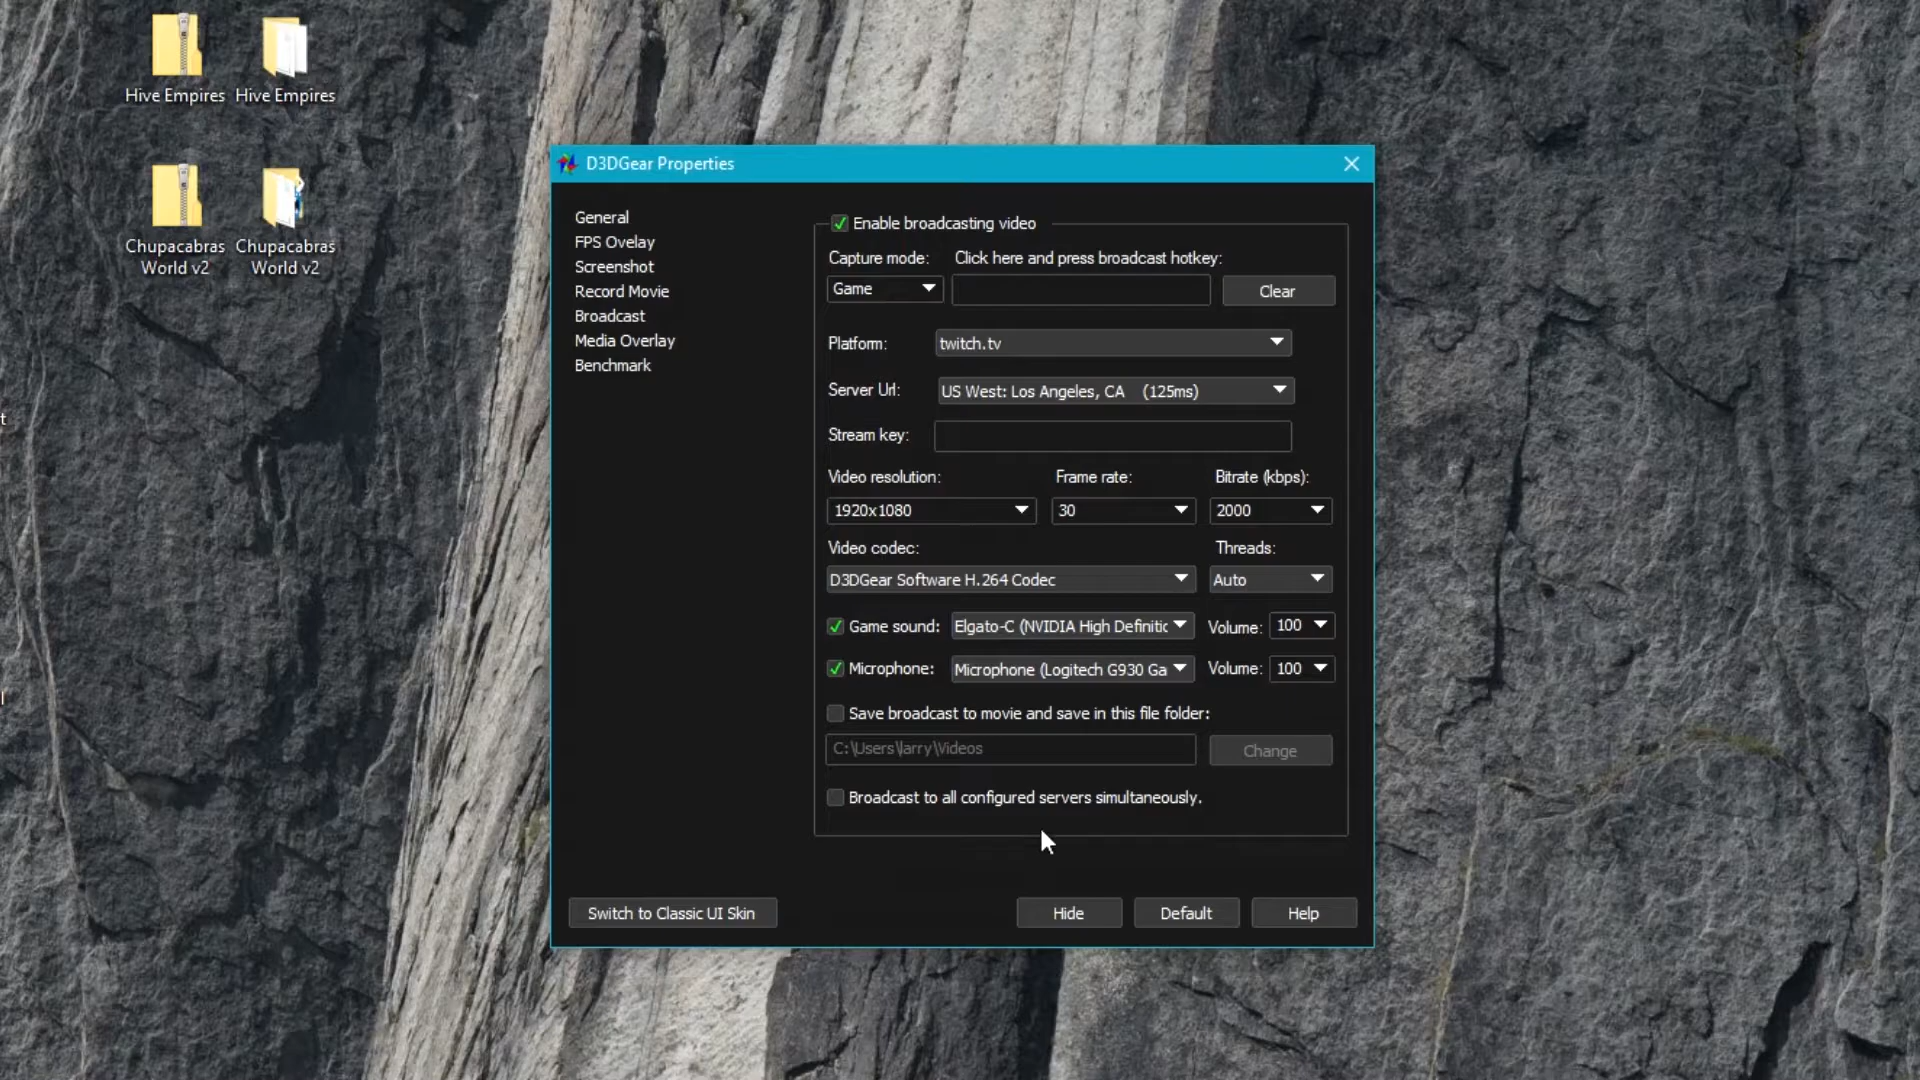 Hive Empires
Hive Empires
Chupacabras
World v2
Chupacabras
World v2
t
l
D3DGear Properties
General
FPS Ovelay
Screenshot
Record Movie
Broadcast
Media Overlay
Benchmark
Enable broadcasting video
Capture mode: Click here and press broadcast hotkey:
Game Clear
Platform: twitch.tv
Server Url: US West: Los Angeles, CA (125ms)
Stream key:
Video resolution: Frame rate: Bitrate (kbps):
1920x1080 30 2000
Video codec: Threads:
D3DGear Software H.264 Codec Auto
Game sound: Elgato-C (NVIDIA High Definitic Volume: 100
Microphone: Microphone (Logitech G930 Ga Volume: 100
Save broadcast to movie and save in this file folder:
C:\Users\larry\Videos Change
Broadcast to all configured servers simultaneously.
Switch to Classic UI Skin Hide Default Help